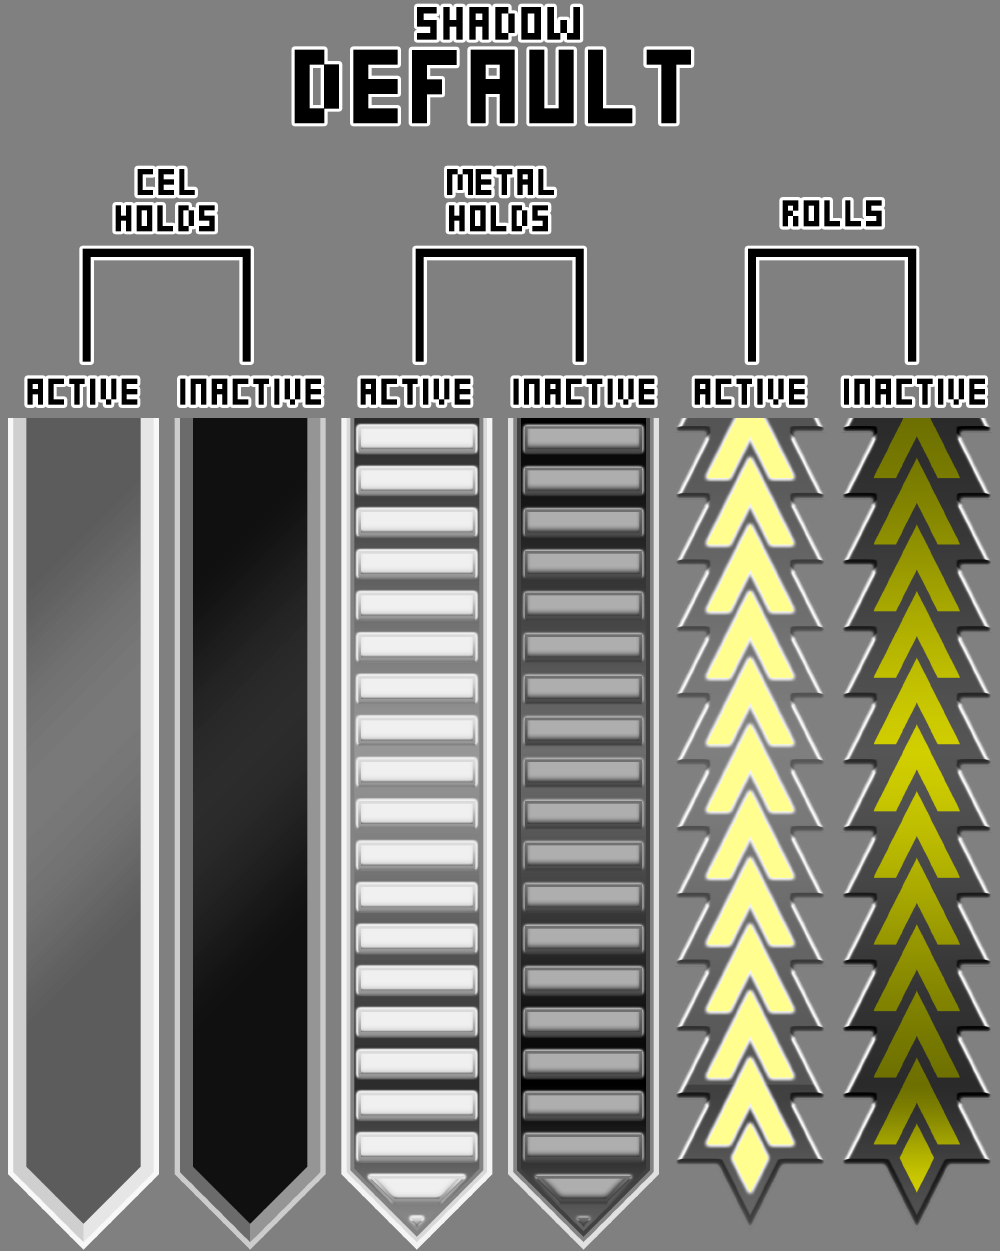 SHADOW
DEFAULT
CEL
HOLDS
METAL
HOLDS
ROLLS
ACTIVE
INACTIVE
ACTIVE
INACTIVE
ACTIVE
INACTIVE